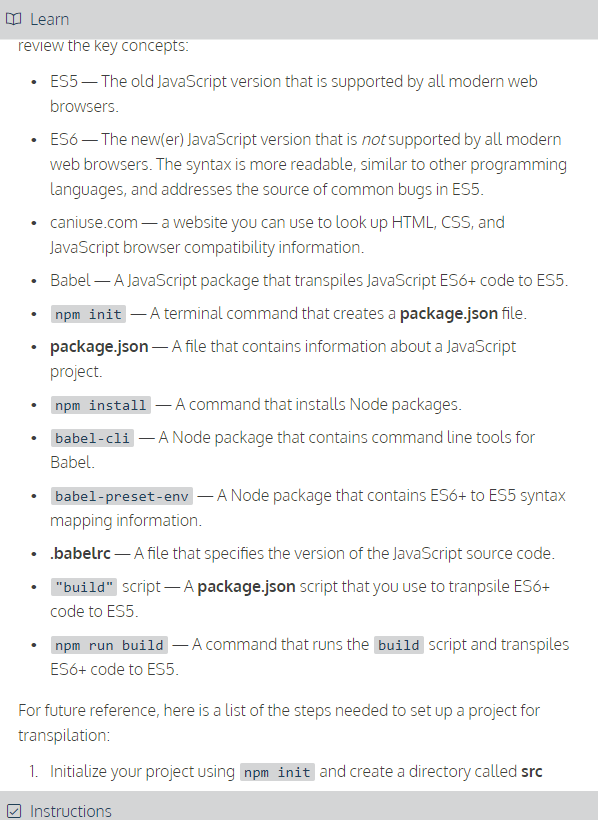 Learn
review the key concepts:
• ES5 — The old JavaScript version that is supported by all modern web
browsers.
• ES6 — The new(er) JavaScript version that is not supported by all modern
web browsers. The syntax is more readable, similar to other programming
languages, and addresses the source of common bugs in ES5.
• caniuse.com — a website you can use to look up HTML, CSS, and
JavaScript browser compatibility information.
• Babel — A JavaScript package that transpiles JavaScript ES6+ code to ES5.
• npm init — A terminal command that creates a package.json file.
• package.json — A file that contains information about a JavaScript
project.
• npm install — A command that installs Node packages.
• babel-cli — A Node package that contains command line tools for
Babel.
• babel-preset-env — A Node package that contains ES6+ to ES5 syntax
mapping information.
• .babelrc — A file that specifies the version of the JavaScript source code.
• "build" script — A package.json script that you use to tranpsile ES6+
code to ES5.
• npm run build — A command that runs the build script and transpiles
ES6+ code to ES5.
For future reference, here is a list of the steps needed to set up a project for
transpilation:
1. Initialize your project using npm init and create a directory called src
Instructions